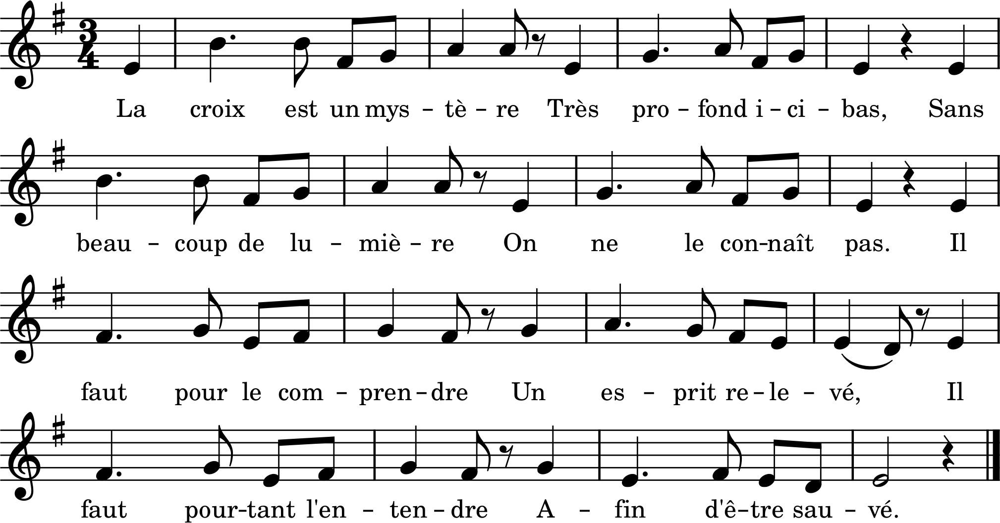 3
4
La croix est un mys – tè – re Très pro – fond i – ci – bas, Sans
beau – coup de lu – miè – re On ne le con – naît pas. Il
faut pour le com – pren – dre Un es – prit re – le – vé, Il
faut pour – tant l'en – ten – dre A – fin d'ê – tre sau – vé.